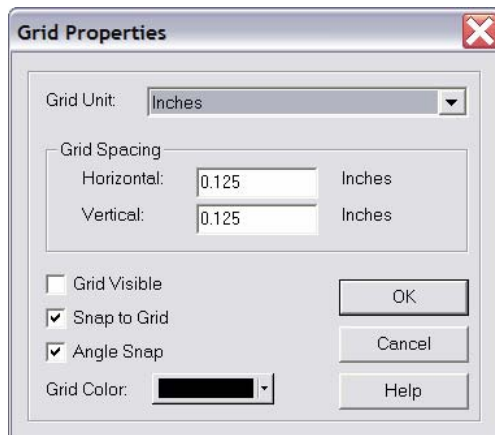 Grid Properties
Grid Unit: Inches
Grid Spacing
Horizontal: 0.125 Inches
Vertical: 0.125 Inches
Grid Visible
Snap to Grid
Angle Snap
Grid Color:
OK
Cancel
Help